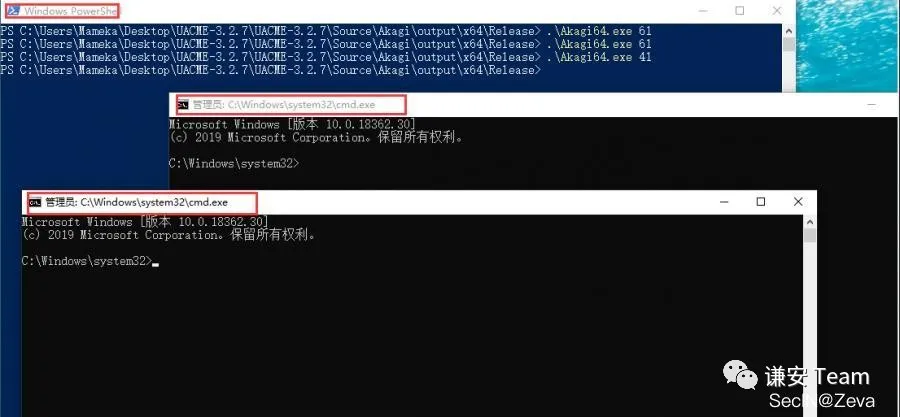 Windows PowerShe
PS C:\Users\Mameka\Desktop\UACME-3.2.7\UACME-3.2.7\Source\Akagi\output\x64\Release> .\Akagi64.exe 61
PS C:\Users\Mameka\Desktop\UACME-3.2.7\UACME-3.2.7\Source\Akagi\output\x64\Release> .\Akagi64.exe 61
PS C:\Users\Mameka\Desktop\UACME-3.2.7\UACME-3.2.7\Source\Akagi\output\x64\Release> .\Akagi64.exe 41
PS C:\Users\Mameka\Desktop\UACME-3.2.7\UACME-3.2.7\Source\Akagi\output\x64\Release>
管理员: C:\Windows\system32\cmd.exe
Microsoft Windows [版本 10.0.18362.30]
(c) 2019 Microsoft Corporation。保留所有权利。
C:\Windows\system32>
管理员: C:\Windows\system32\cmd.exe
Microsoft Windows [版本 10.0.18362.30]
(c) 2019 Microsoft Corporation。保留所有权利。
C:\Windows\system32>
谦安 Team
@Zeva